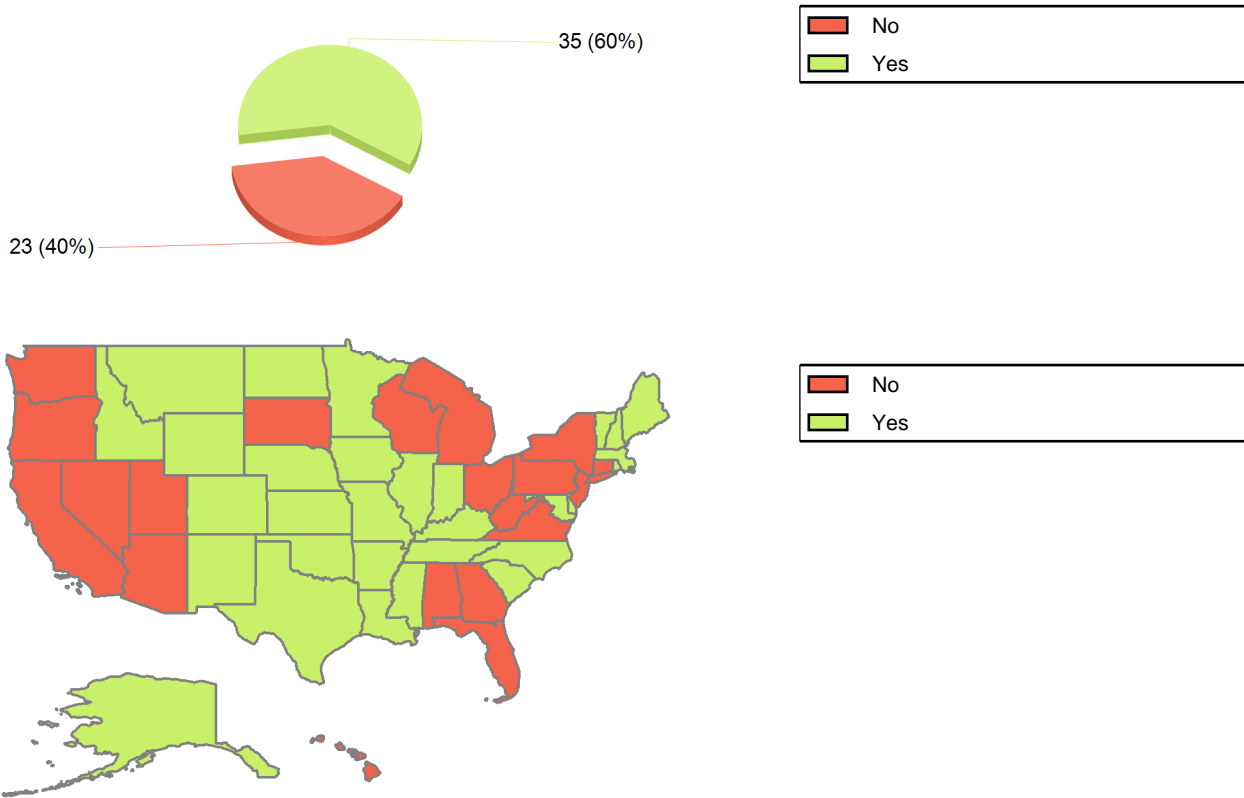 35 (60%)
23 (40%)
No
Yes
No
Yes